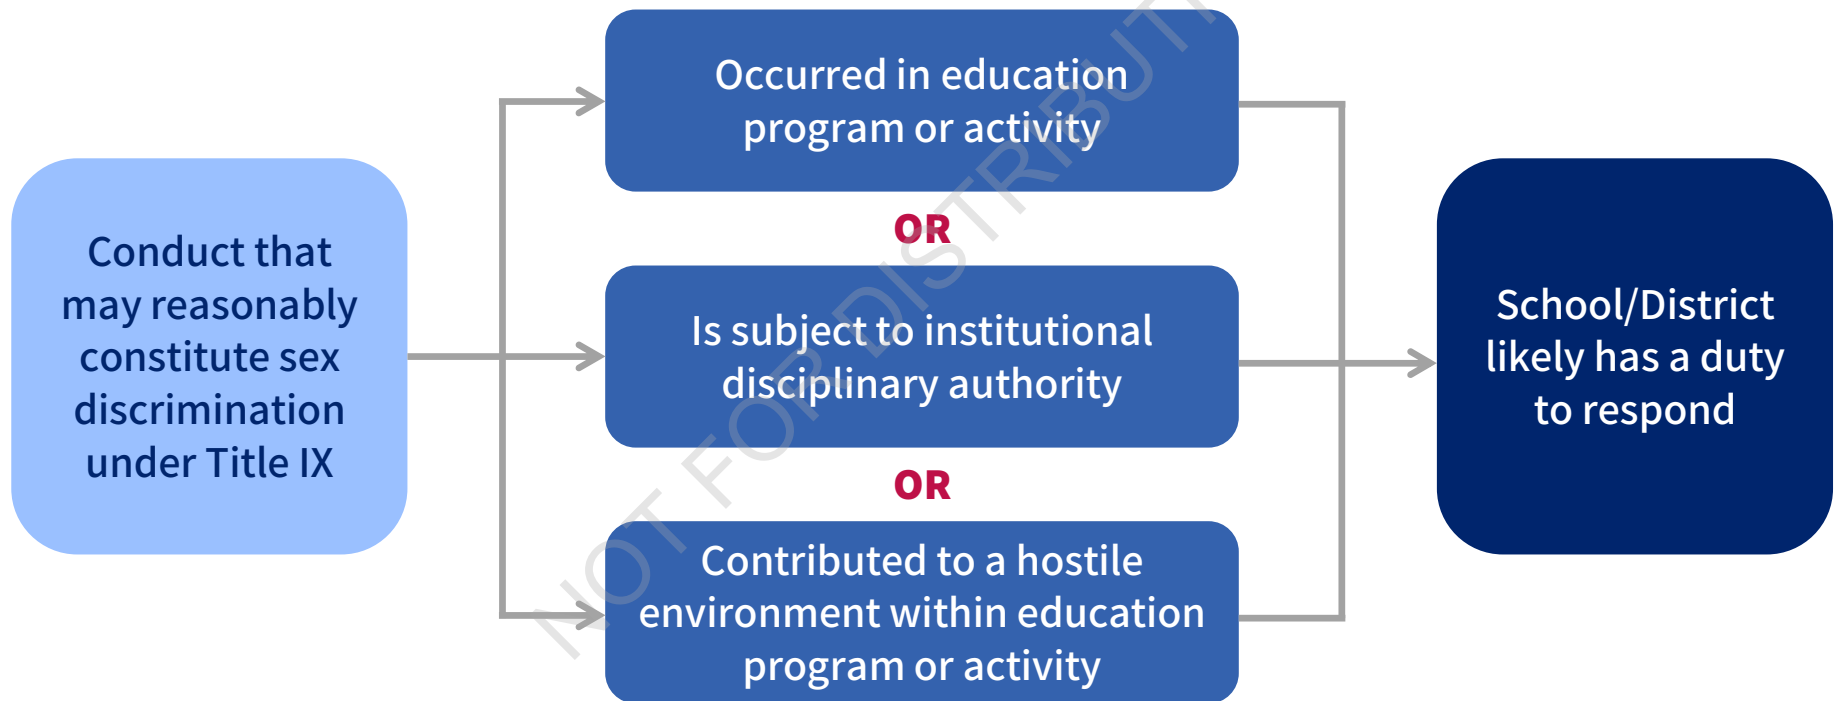 Conduct that
may reasonably
constitute sex
discrimination
under Title IX
Occurred in education
program or activity
OR
Is subject to institutional
disciplinary authority
OR
Contributed to a hostile
environment within education
program or activity
School/District
likely has a duty
to respond
NOT FOR DISTRIBUTI